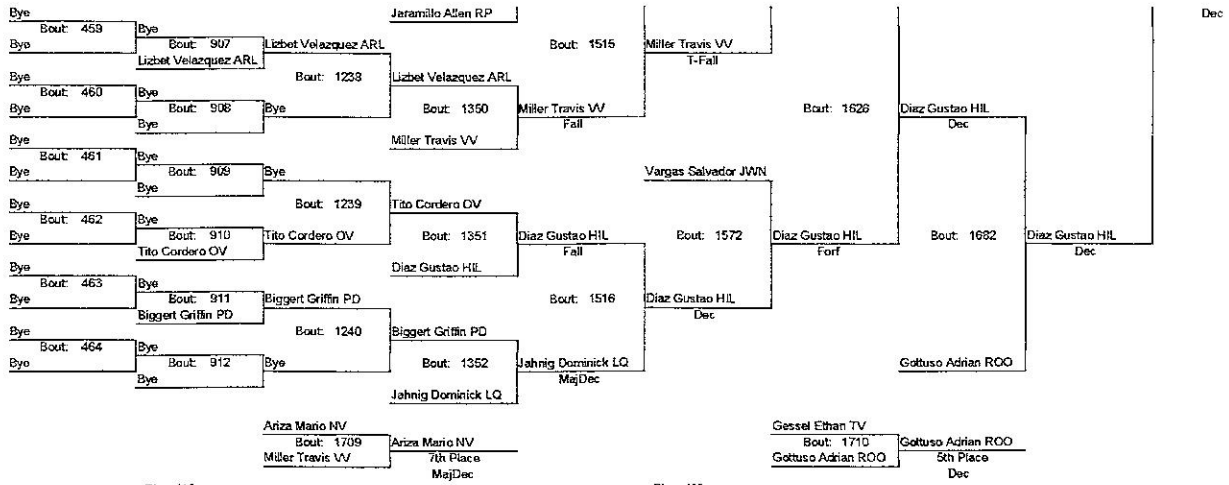 Bye
Jaramillo Allen RP
Dec
Bout: 459
Bye
Bye
Bout: 907
Lizbet Velazquez ARL
Bout: 1515
Miller Travis VV
Lizbet Velazquez ARL
T-Fall
Bye
Bout: 1238
Lizbet Velazquez ARL
Bout: 460
Bye
Bye
Bout: 908
Bye
Bout: 1350
Miller Travis VV
Bout: 1626
Diaz Gustao HIL
Bye
Fall
Dec
Bye
Miller Travis VV
Bout: 461
Bye
Bye
Bout: 909
Bye
Vargas Salvador JWN
Bye
Bye
Bout: 1239
Tito Cordero OV
Bout: 462
Bye
Bye
Bout: 910
Tito Cordero OV
Bout: 1351
Diaz Gustao HIL
Bout: 1572
Diaz Gustao HIL
Bout: 1682
Diaz Gustao HIL
Tito Cordero OV
Fall
Forf
Dec
Bye
Diaz Gustao HIL
Bout: 463
Bye
Bye
Bout: 911
Biggert Griffin PD
Bout: 1516
Diaz Gustao HIL
Biggert Griffin PD
Dec
Bye
Bout: 1240
Biggert Griffin PD
Bout: 464
Bye
Bye
Bout: 912
Bye
Bout: 1352
Jahnig Dominick LQ
Gottuso Adrian ROO
Bye
MajDec
Jahnig Dominick LQ
Ariza Mario NV
Gessel Ethan TV
Bout: 1709
Ariza Mario NV
Bout: 1710
Gottuso Adrian ROO
Miller Travis VV
7th Place
Gottuso Adrian ROO
5th Place
MajDec
Dec